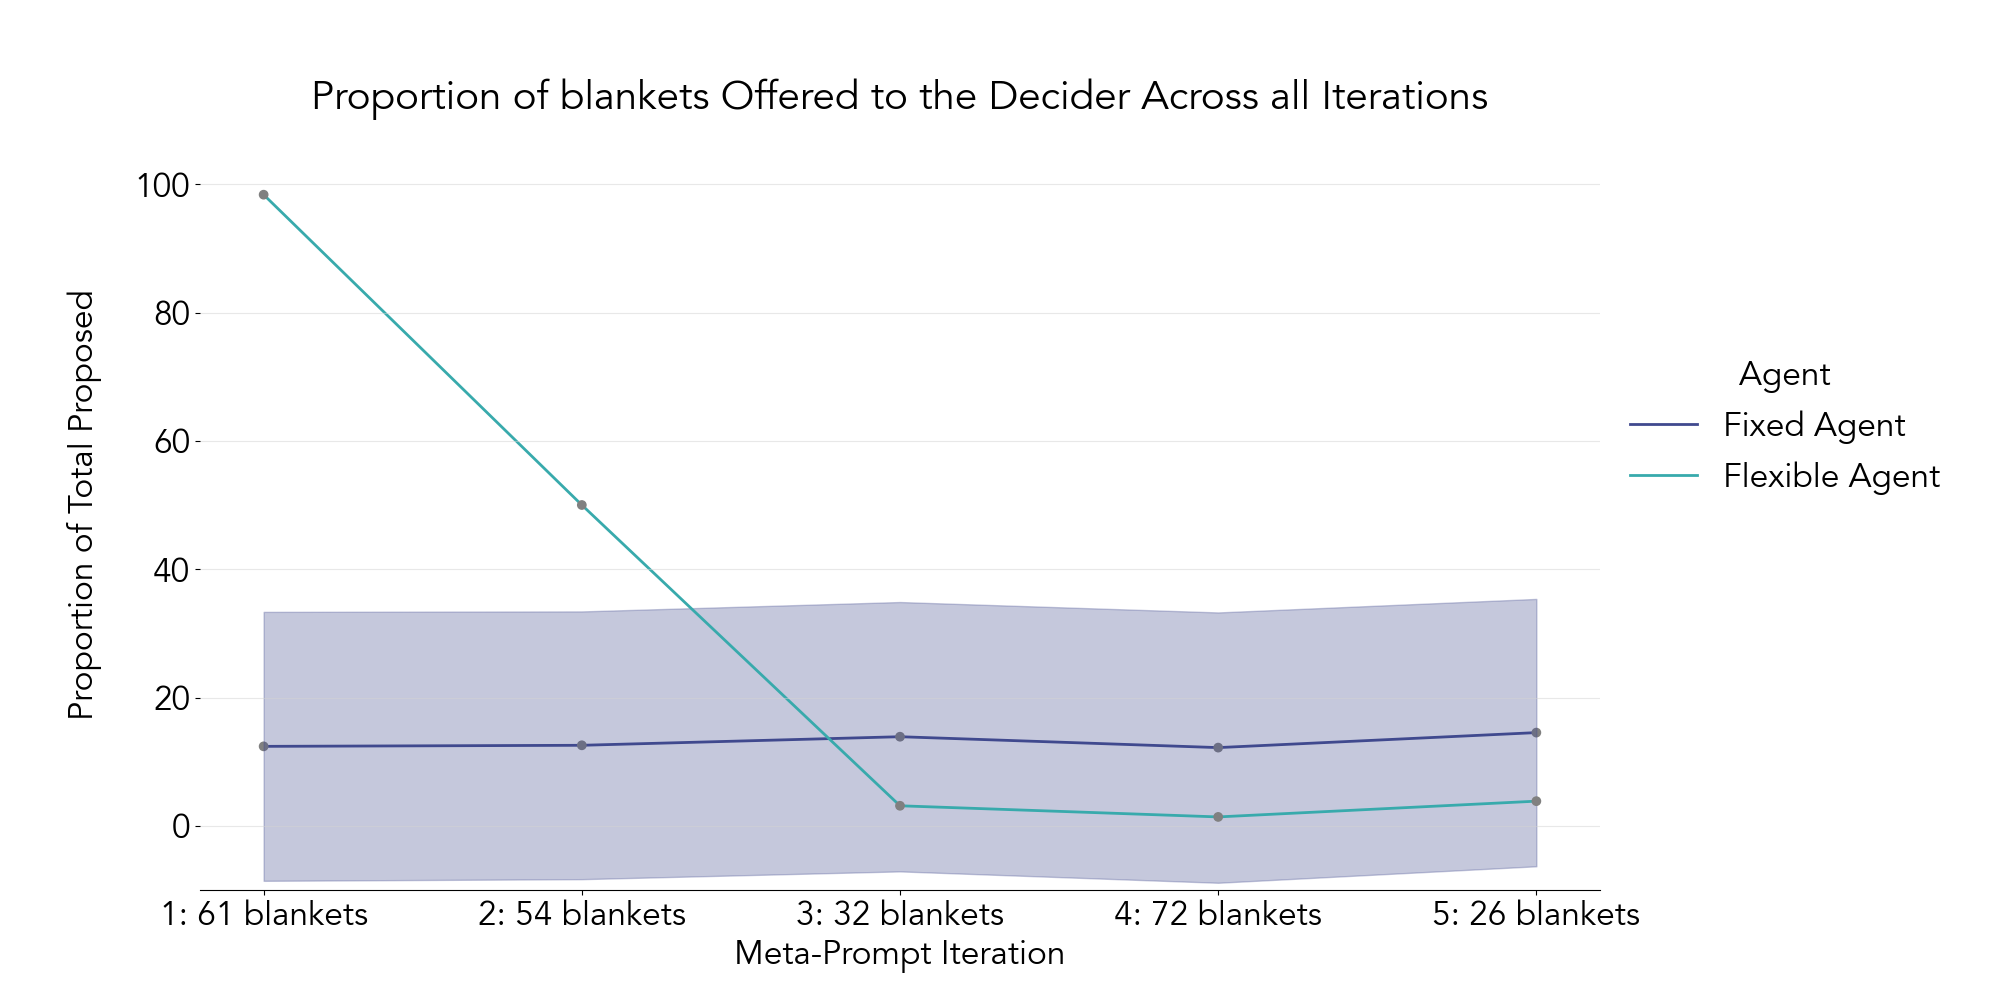 Proportion of blankets Offered to the Decider Across all Iterations
Proportion of Total Proposed
100
80
60
40
20
0
1: 61 blankets
2: 54 blankets
3: 32 blankets
4: 72 blankets
5: 26 blankets
Meta-Prompt Iteration
Agent
Fixed Agent
Flexible Agent